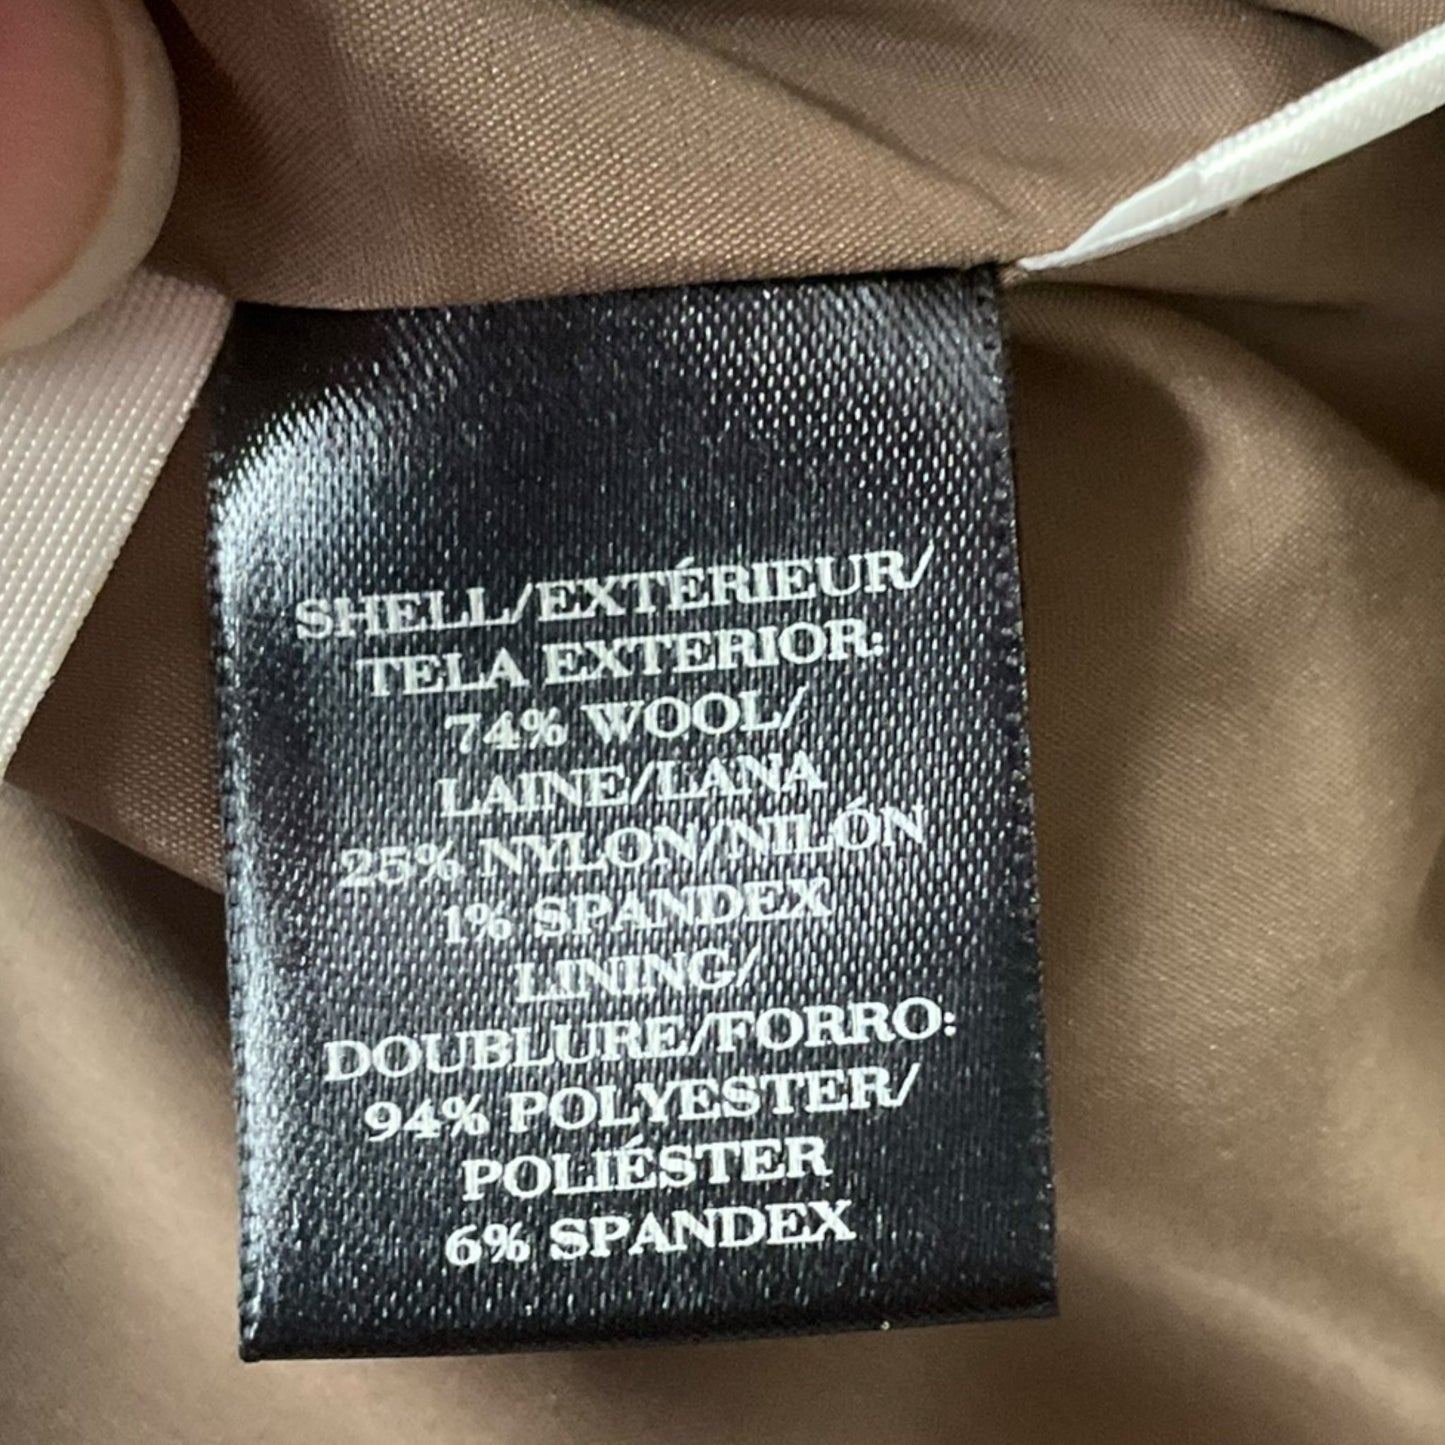 SHELL/EXTÉRIEUR/
TELA EXTERIOR:
74% WOOL/
LAINE/LANA
25% NYLON/NILÓN
1% SPANDEX
LINING/
DOUBLURE/FORRO:
94% POLYESTER/
POLIÉSTER
6% SPANDEX